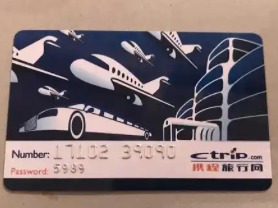 Number: 17102 39090
Password: 5989
ctrip.com
携程旅行网